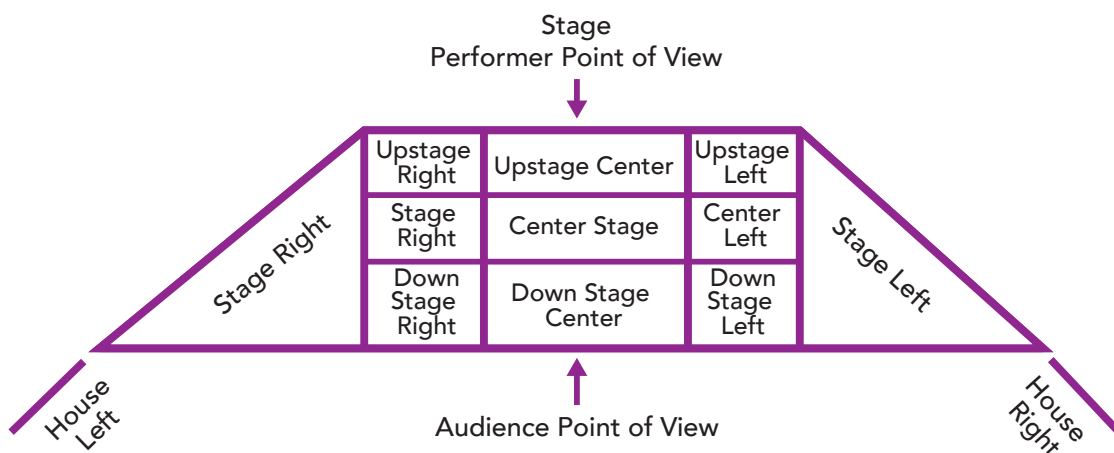 Stage
Performer Point of View
Upstage
Right
Upstage Center
Upstage
Left
Stage Right
Stage
Right
Center Stage
Center
Left
Stage Left
Down
Stage
Right
Down Stage
Center
Down
Stage
Left
House
Left
Audience Point of View
House
Right